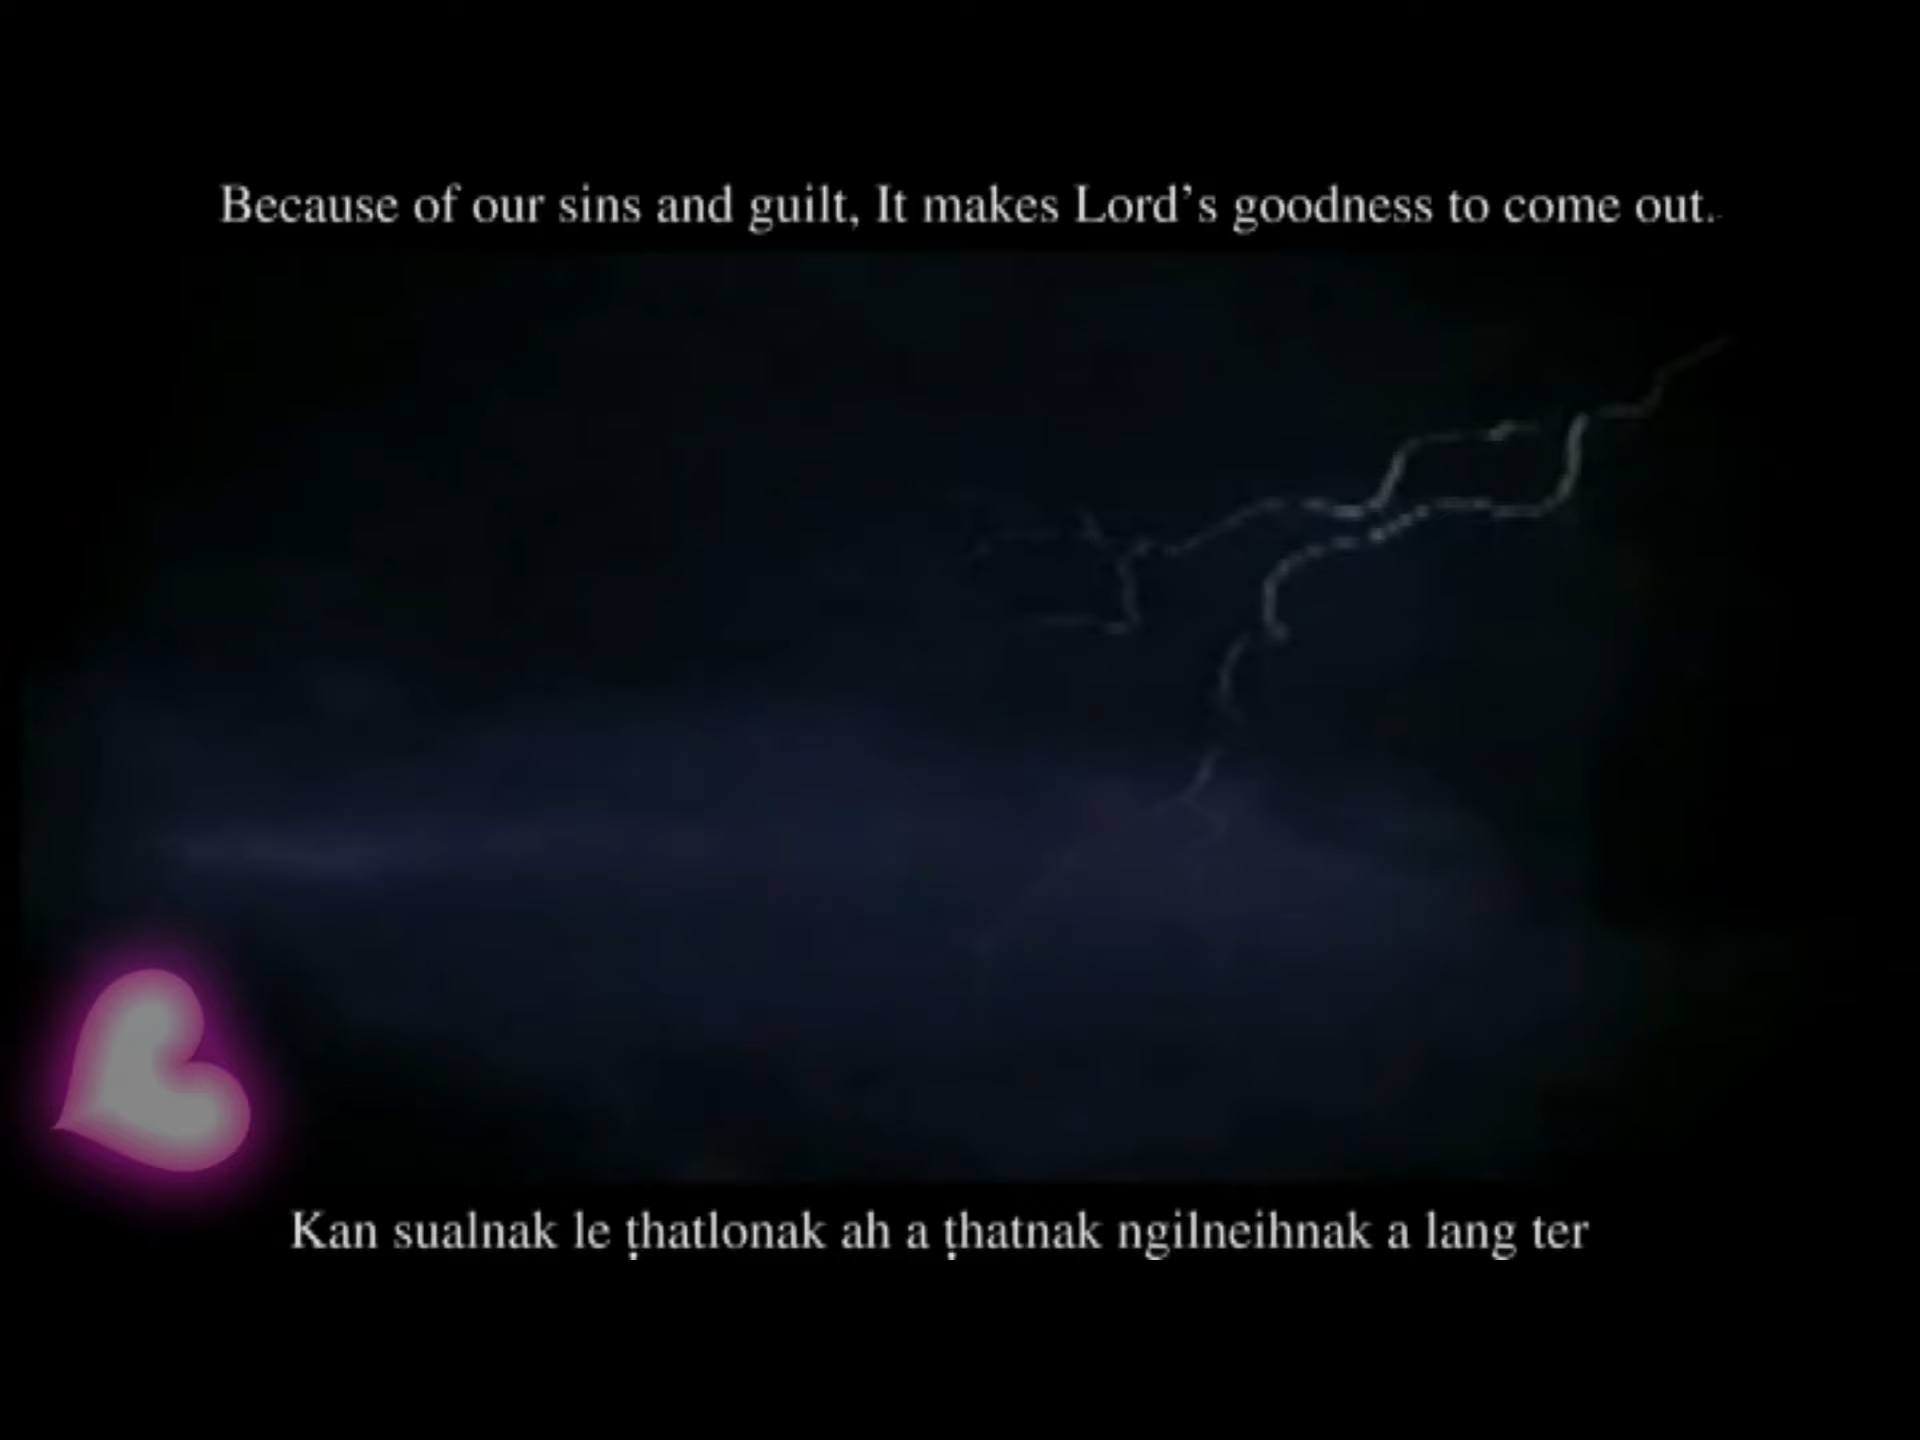 Because of our sins and guilt, It makes Lord’s goodness to come out.
Kan sualnak le ṭhatlonak ah a ṭhatnak ngilneihnak a lang ter